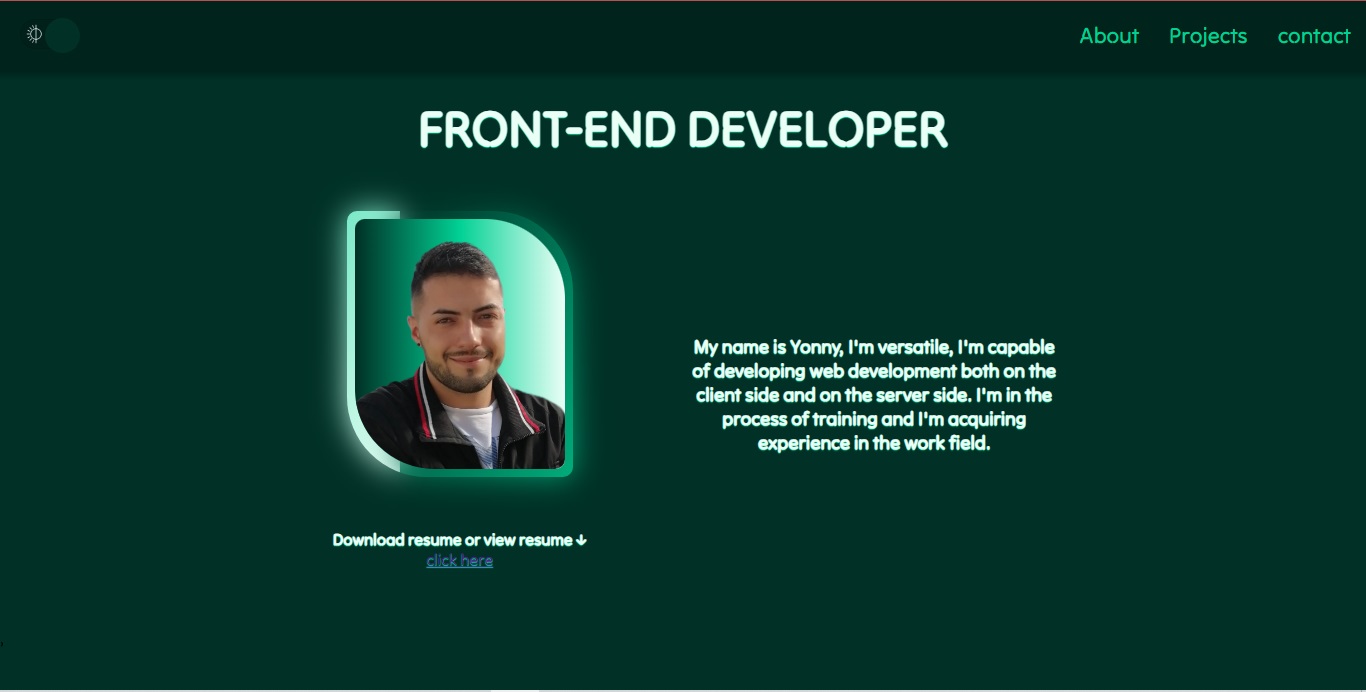 About Projects contact
FRONT-END DEVELOPER
My name is Yonny, I'm versatile, I'm capable
of developing web development both on the
client side and on the server side. I'm in the
process of training and I'm acquiring
experience in the work field.
Download resume or view resume ↓
click here